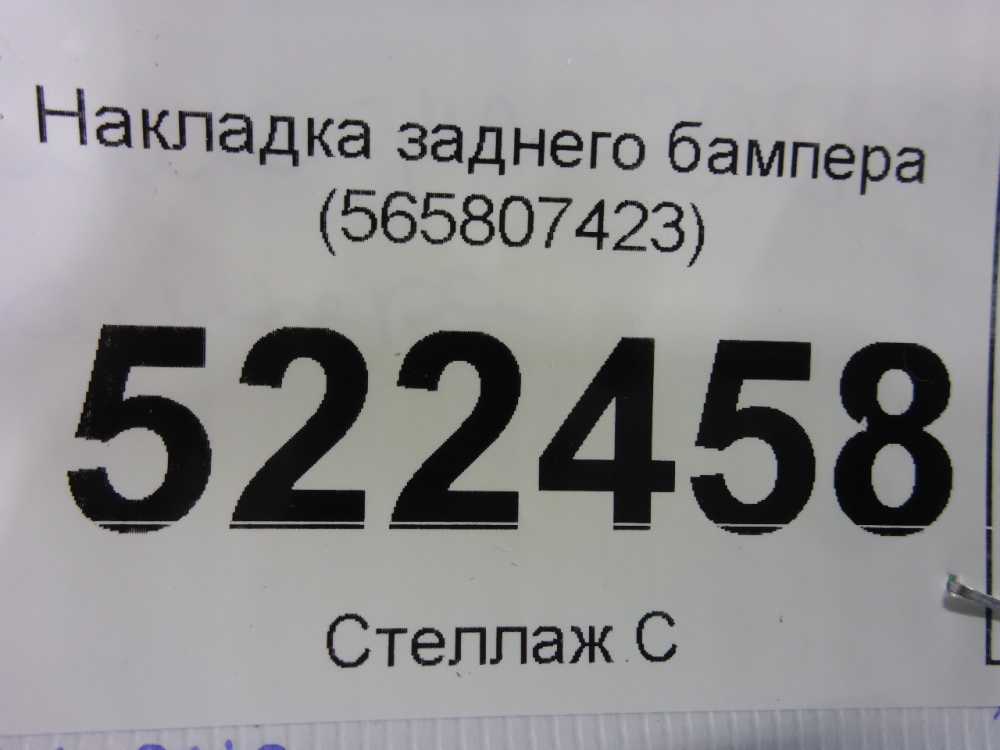 Накладка заднего бампера
(565807423)
522458
Стеллаж С